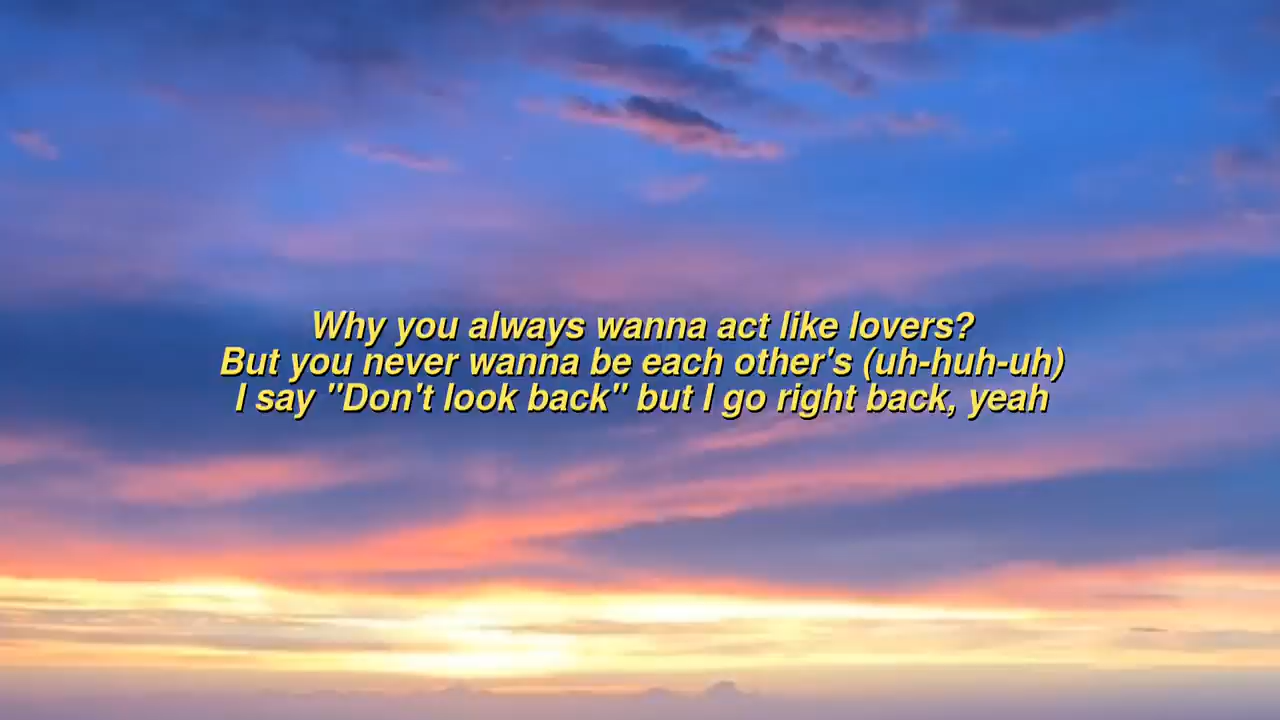 Why you always wanna act like lovers?
But you never wanna be each other's (uh-huh-uh)
I say "Don't look back" but I go right back, yeah